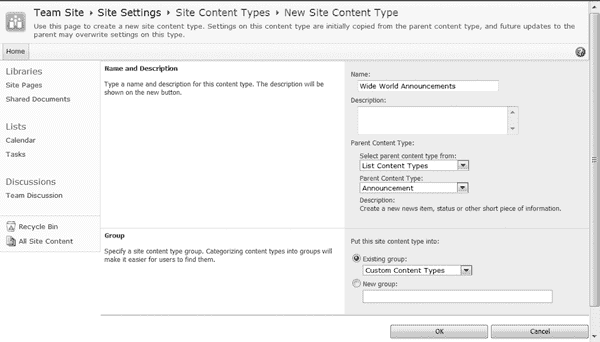 Team Site ▸ Site Settings ▸ Site Content Types ▸ New Site Content Type
Use this page to create a new site content type. Settings on this content type are initially copied from the parent content type, and future updates to the
parent may overwrite settings on this type.
Home
Libraries
Site Pages
Shared Documents
Lists
Calendar
Tasks
Discussions
Team Discussion
Recycle Bin
All Site Content
Name and Description
Type a name and description for this content type. The description will be
shown on the new button.
Name:
Wide World Announcements
Description:
Parent Content Type:
Select parent content type from:
List Content Types
Parent Content Type:
Announcement
Description:
Create a new news item, status or other short piece of information.
Group
Specify a site content type group. Categorizing content types into groups will
make it easier for users to find them.
Put this site content type into:
Existing group:
Custom Content Types
New group:
OK
Cancel